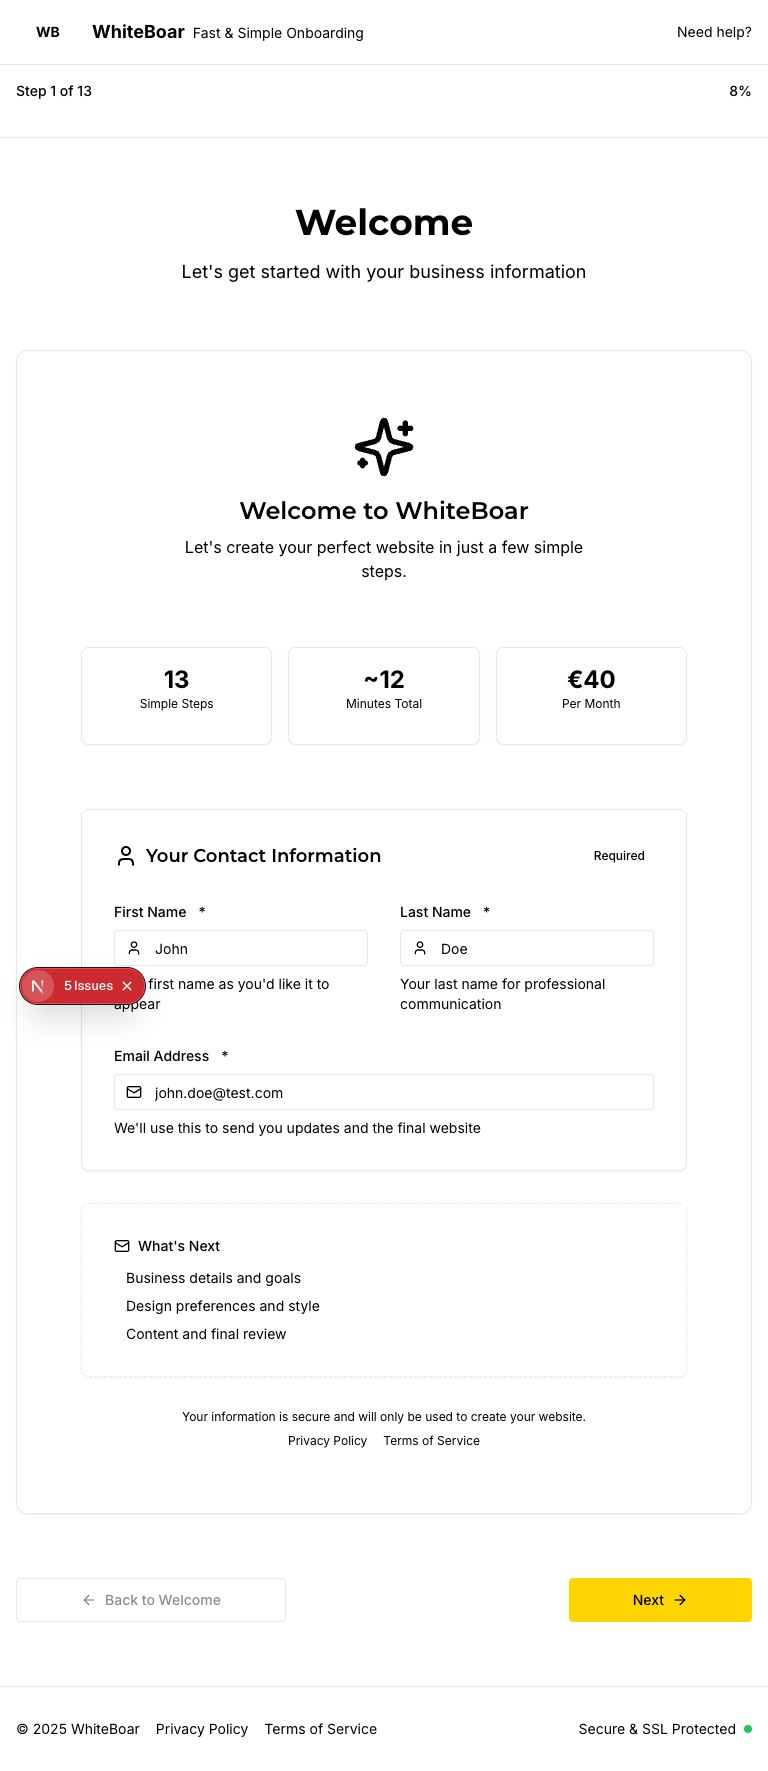 WB WhiteBoar Fast & Simple Onboarding Need help?
Step 1 of 13 8%
Welcome
Let's get started with your business information
Welcome to WhiteBoar
Let's create your perfect website in just a few simple
steps.
13 ~12 €40
Simple Steps Minutes Total Per Month
Your Contact Information Required
First Name * Last Name *
John Doe
first name as you'd like it to
appear
Your last name for professional
communication
N 5 Issues
Email Address *
john.doe@test.com
We'll use this to send you updates and the final website
What's Next
Business details and goals
Design preferences and style
Content and final review
Your information is secure and will only be used to create your website.
Privacy Policy Terms of Service
Back to Welcome Next
© 2025 WhiteBoar Privacy Policy Terms of Service Secure & SSL Protected